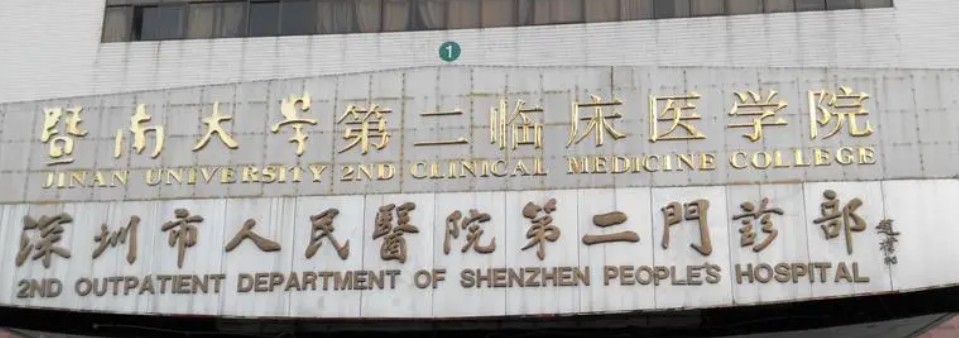 1
暨南大学第二临床医学院
JINAN UNIVERSITY 2ND CLINICAL MEDICINE COLLEGE
深圳市人民醫院第二門診部
2ND OUTPATIENT DEPARTMENT OF SHENZHEN PEOPLE'S HOSPITAL